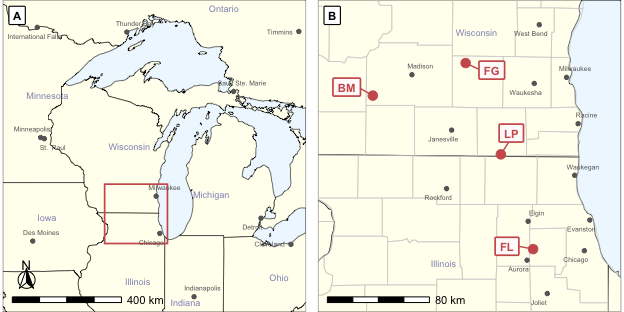 A
Ontario
Thunder Bay
International Falls
Timmins
Sault Ste. Marie
Minnesota
Minneapolis
St. Paul
Wisconsin
Milwaukee
Michigan
Iowa
Des Moines
Detroit
Chicago
Cleveland
N
Illinois
Indianapolis
Ohio
Indiana
400 km
B
Wisconsin
West Bend
Madison
FG
Milwaukee
BM
Waukesha
Racine
LP
Janesville
Waukegan
Rockford
Elgin
Evanston
FL
Chicago
Illinois
Aurora
Joliet
80 km